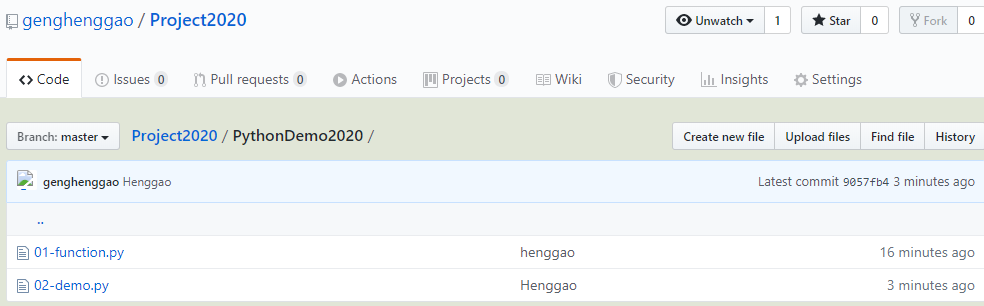 genghenggao / Project2020 Unwatch 1 Star 0 Fork 0
Code Issues 0 Pull requests 0 Actions Projects 0 Wiki Security Insights Settings
Branch: master Project2020 / PythonDemo2020 / Create new file Upload files Find file History
genghenggao Henggao Latest commit 9057fb4 3 minutes ago
..
01-function.py henggao 16 minutes ago
02-demo.py Henggao 3 minutes ago